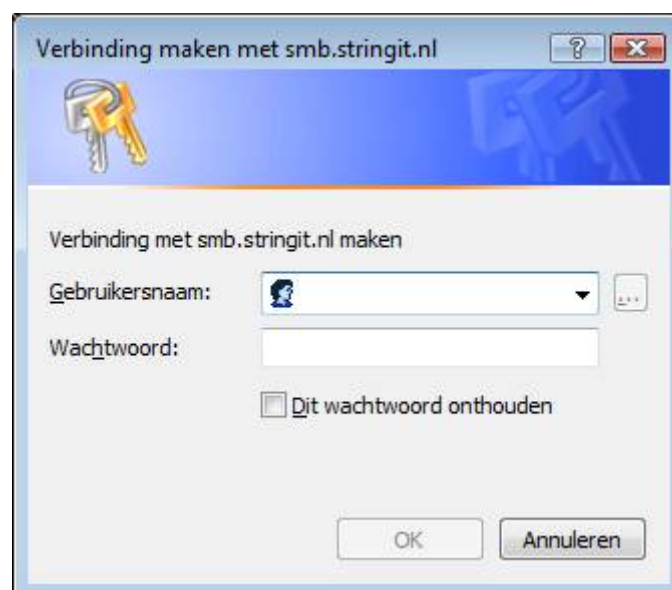 Verbinding maken met smb.stringit.nl
Verbinding met smb.stringit.nl maken
Gebruikersnaam:
...
Wachtwoord:
Dit wachtwoord onthouden
OK Annuleren